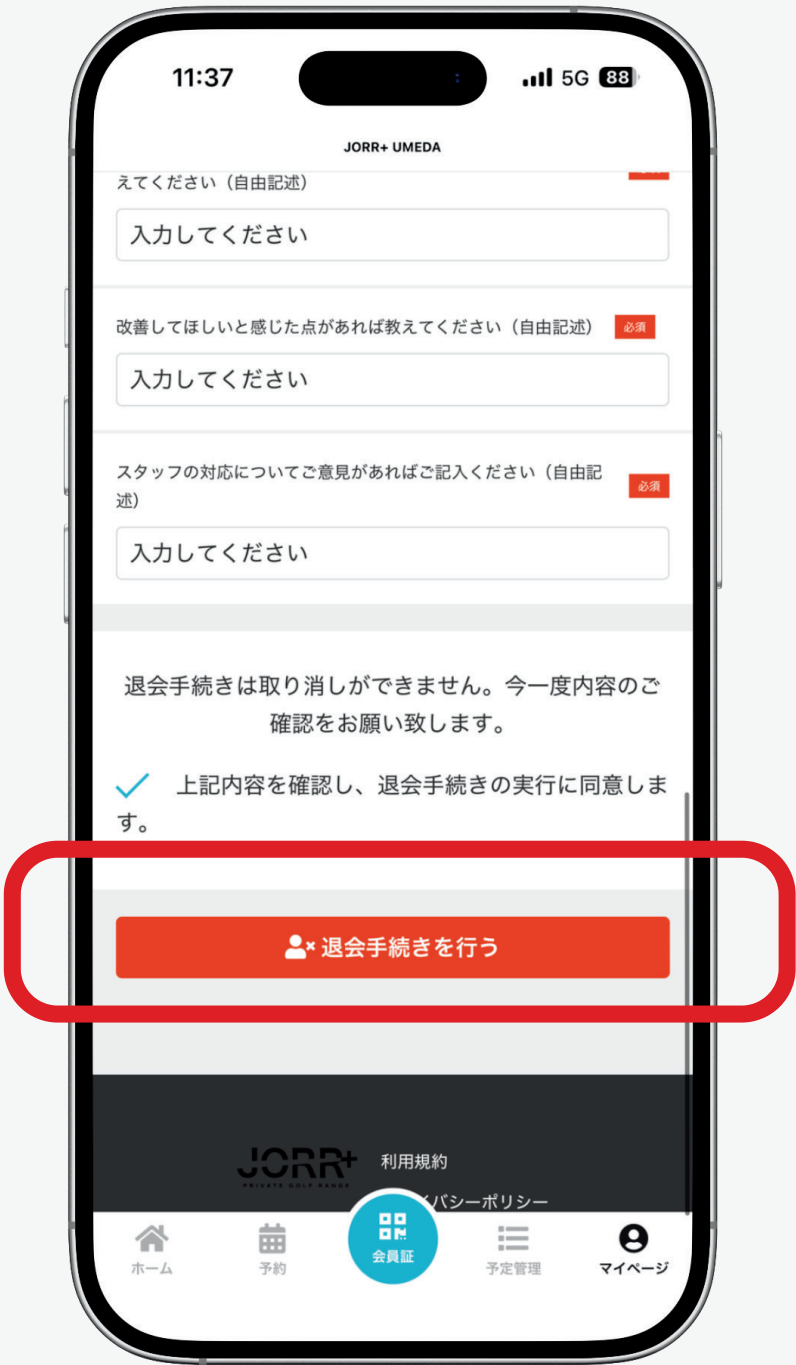 11:37
5G 88
JORR+ UMEDA
えてください（自由記述）
入力してください
改善してほしいと感じた点があれば教えてください（自由記述） 必須
入力してください
スタッフの対応についてご意見があればご記入ください（自由記
述）
必須
入力してください
退会手続きは取り消しができません。今一度内容のご
確認をお願い致します。
上記内容を確認し、退会手続きの実行に同意しま
す。
退会手続きを行う
JORR+
PRIVATE GOLF RANGE
利用規約
バシーポリシー
ホーム
予約
会員証
予定管理
マイページ